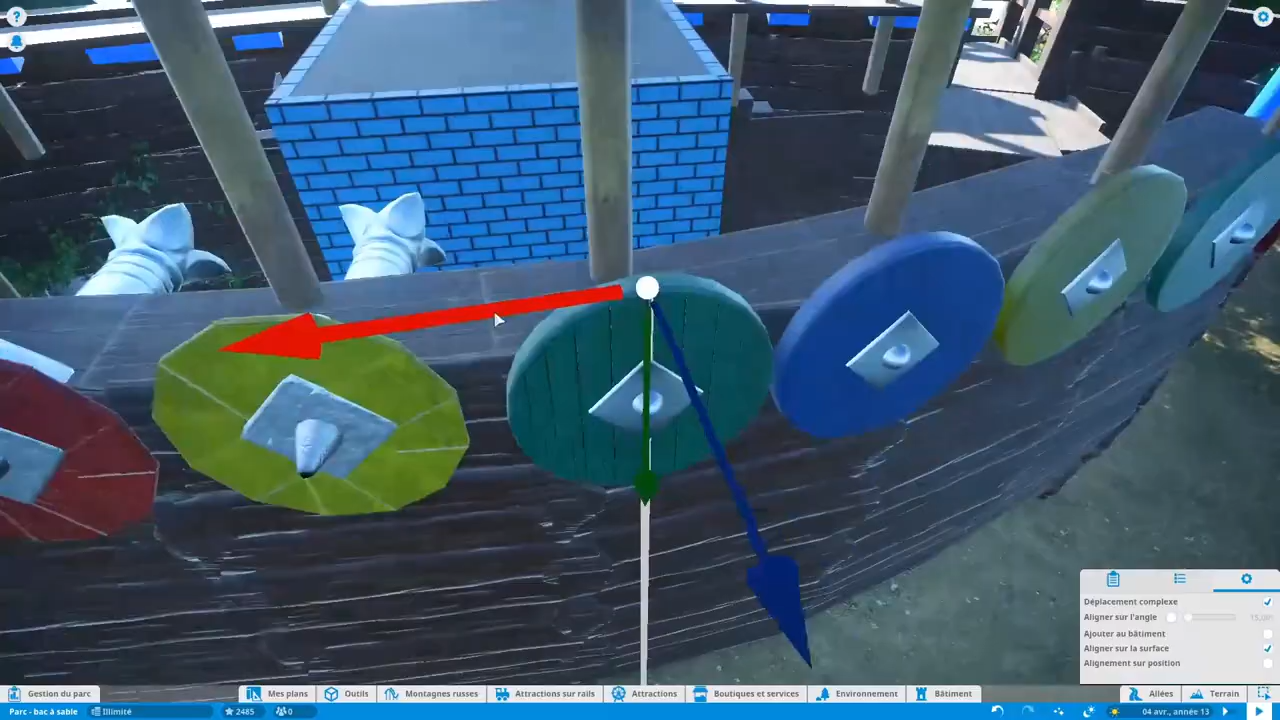 ?
Déplacement complexe
Aligner sur l'angle 15,0m
Ajouter au bâtiment
Aligner sur la surface
Alignement sur position
Gestion du parc Mes plans Outils Montagnes russes Attractions sur rails Attractions Boutiques et services Environnement Bâtiment Allées Terrain
Parc - bac à sable Illimité 2485 0 04 avr., année 13